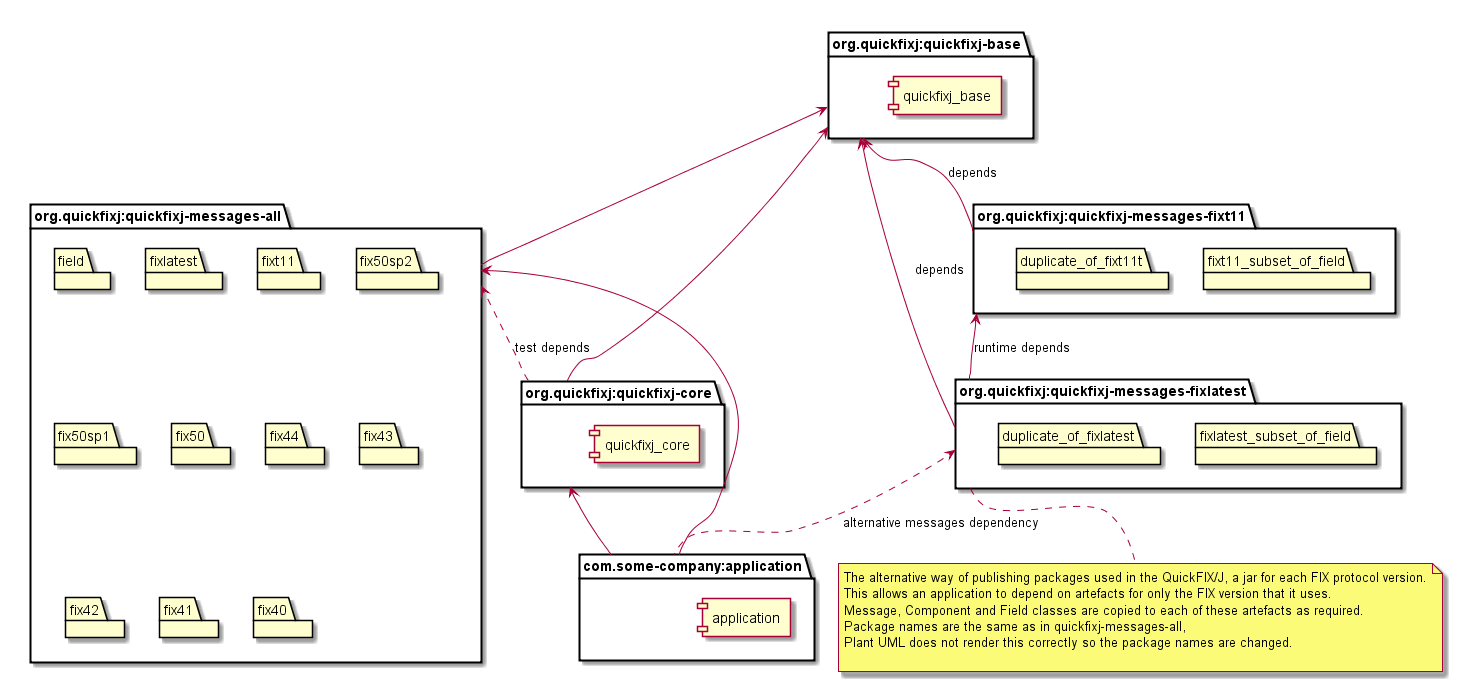 org.quickfixj:quickfixj-base
quickfixj_base
depends
org.quickfixj:quickfixj-messages-all
field
fixlatest
fixt11
fix50sp2
org.quickfixj:quickfixj-messages-fixt11
duplicate_of_fixt11t
fixt11_subset_of_field
depends
test depends
runtime depends
org.quickfixj:quickfixj-core
quickfixj_core
org.quickfixj:quickfixj-messages-fixlatest
duplicate_of_fixlatest
fixlatest_subset_of_field
fix50sp1
fix50
fix44
fix43
alternative messages dependency
com.some-company:application
application
fix42
fix41
fix40
The alternative way of publishing packages used in the QuickFIX/J, a jar for each FIX protocol version.
This allows an application to depend on artefacts for only the FIX version that it uses.
Message, Component and Field classes are copied to each of these artefacts as required.
Package names are the same as in quickfixj-messages-all,
Plant UML does not render this correctly so the package names are changed.